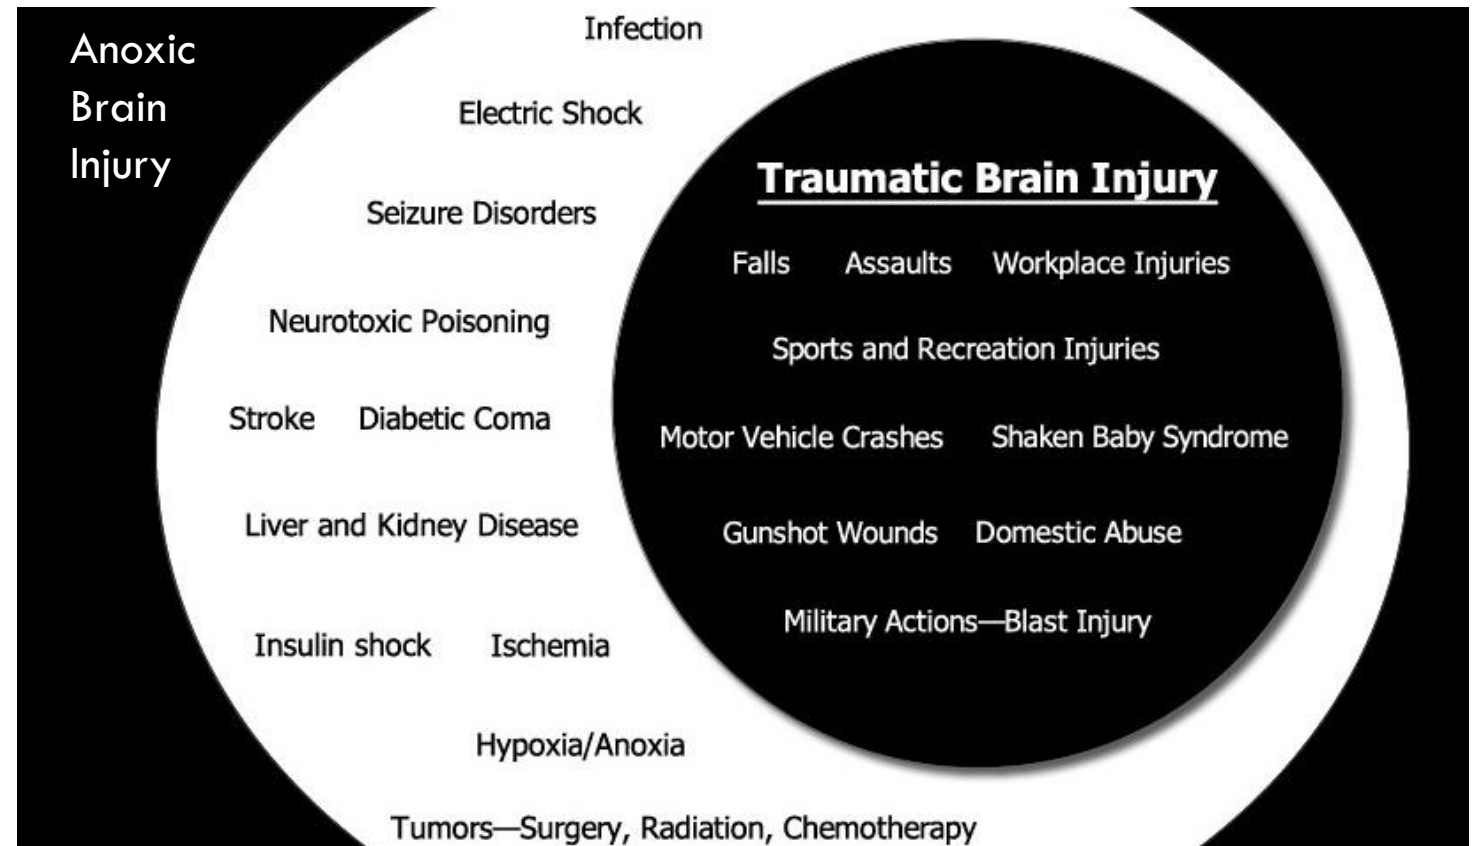 Anoxic
Brain
Injury
Infection
Electric Shock
Seizure Disorders
Neurotoxic Poisoning
Stroke Diabetic Coma
Liver and Kidney Disease
Insulin shock Ischemia
Hypoxia/Anoxia
Tumors—Surgery, Radiation, Chemotherapy
Traumatic Brain Injury
Falls Assaults Workplace Injuries
Sports and Recreation Injuries
Motor Vehicle Crashes Shaken Baby Syndrome
Gunshot Wounds Domestic Abuse
Military Actions—Blast Injury